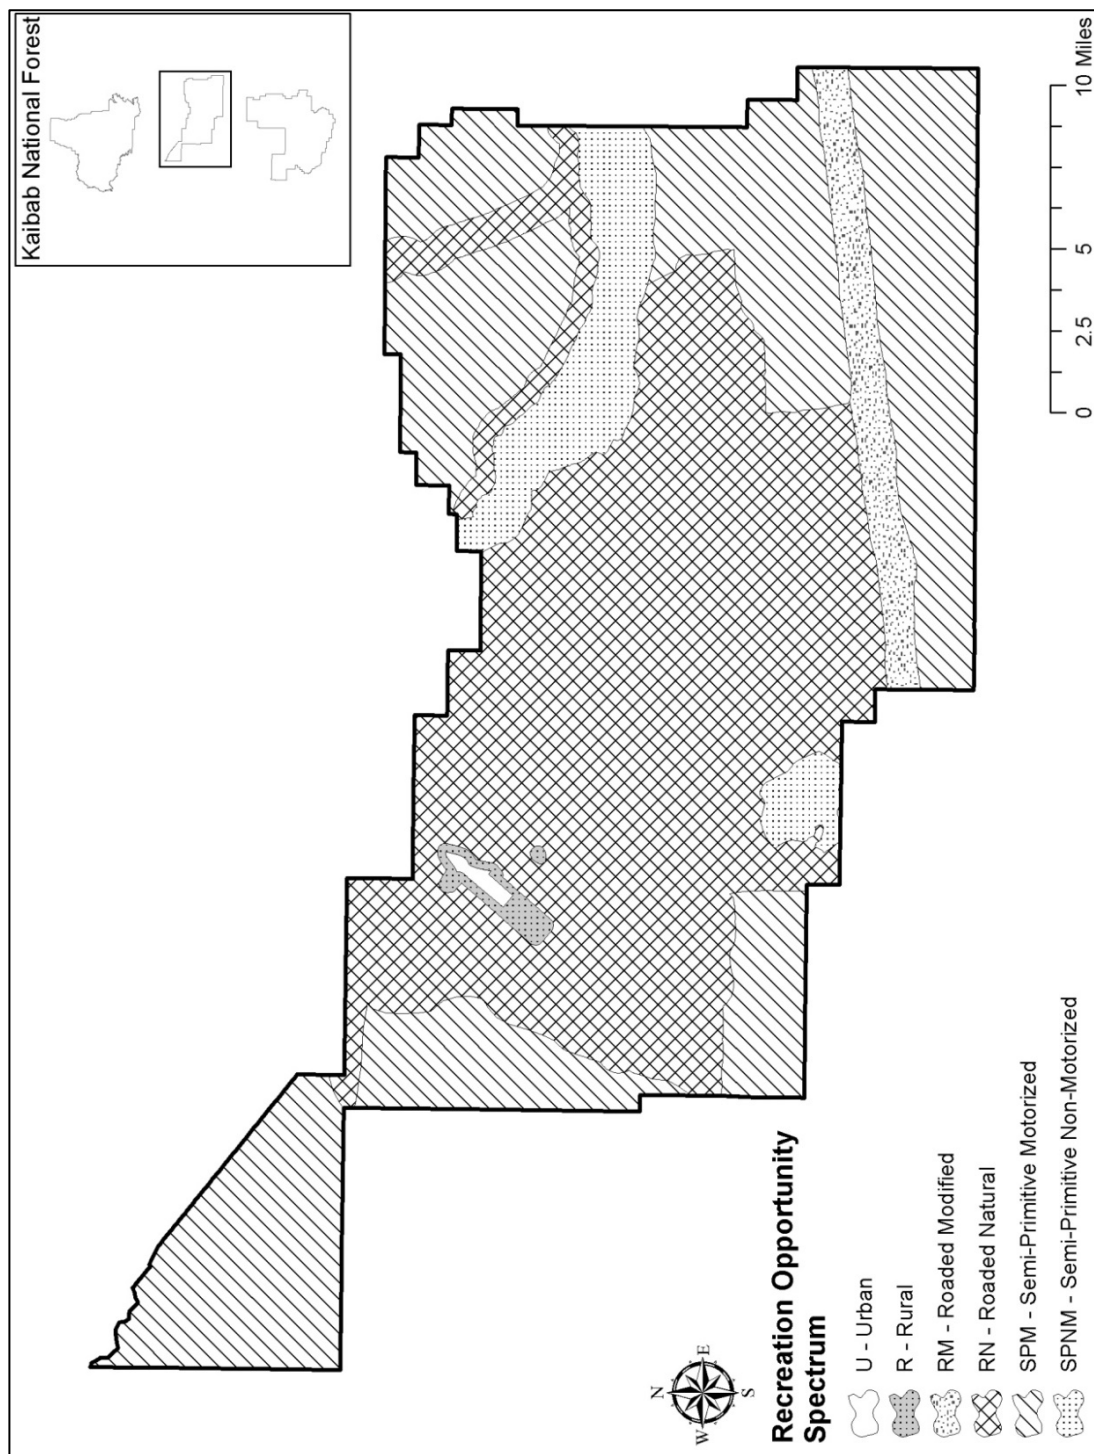 Kaibab National Forest
N
W
E
S
Recreation Opportunity
Spectrum
U - Urban
R - Rural
RM - Roaded Modified
RN - Roaded Natural
SPM - Semi-Primitive Motorized
SPNM - Semi-Primitive Non-Motorized
0
2.5
5
10 Miles